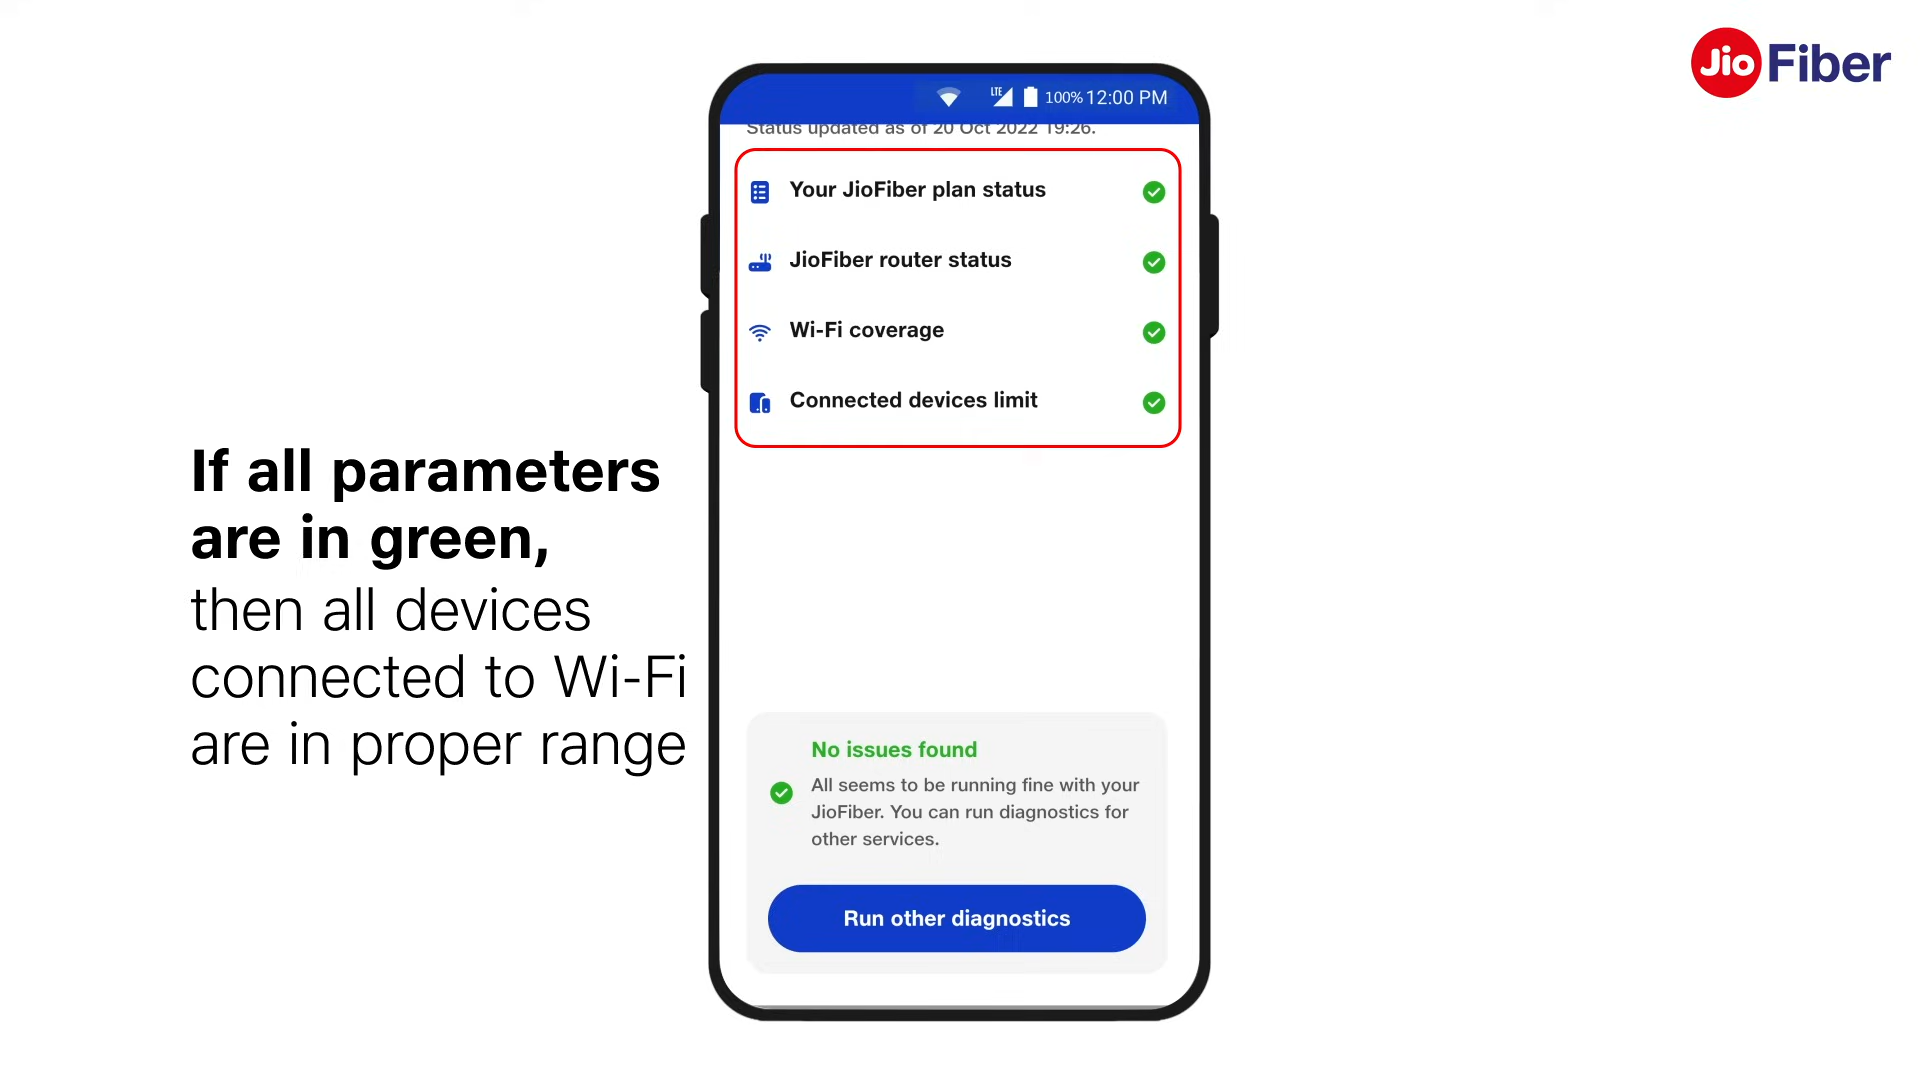 Jio Fiber
LTE 100% 12:00 PM
Status updated as of 20 Oct 2022 19:26.
Your JioFiber plan status
JioFiber router status
Wi-Fi coverage
Connected devices limit
If all parameters
are in green,
then all devices
connected to Wi-Fi
are in proper range
No issues found
All seems to be running fine with your
JioFiber. You can run diagnostics for
other services.
Run other diagnostics